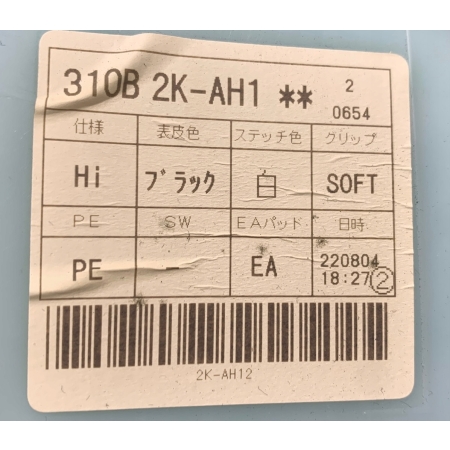 310B 2K-AH1 ** 2
0654
仕様 表皮色 ステッチ色 グリップ
Hi ブラック 白 SOFT
PE SW EAパット 日時
PE - EA 220804
18:27 ②
2K-AH12